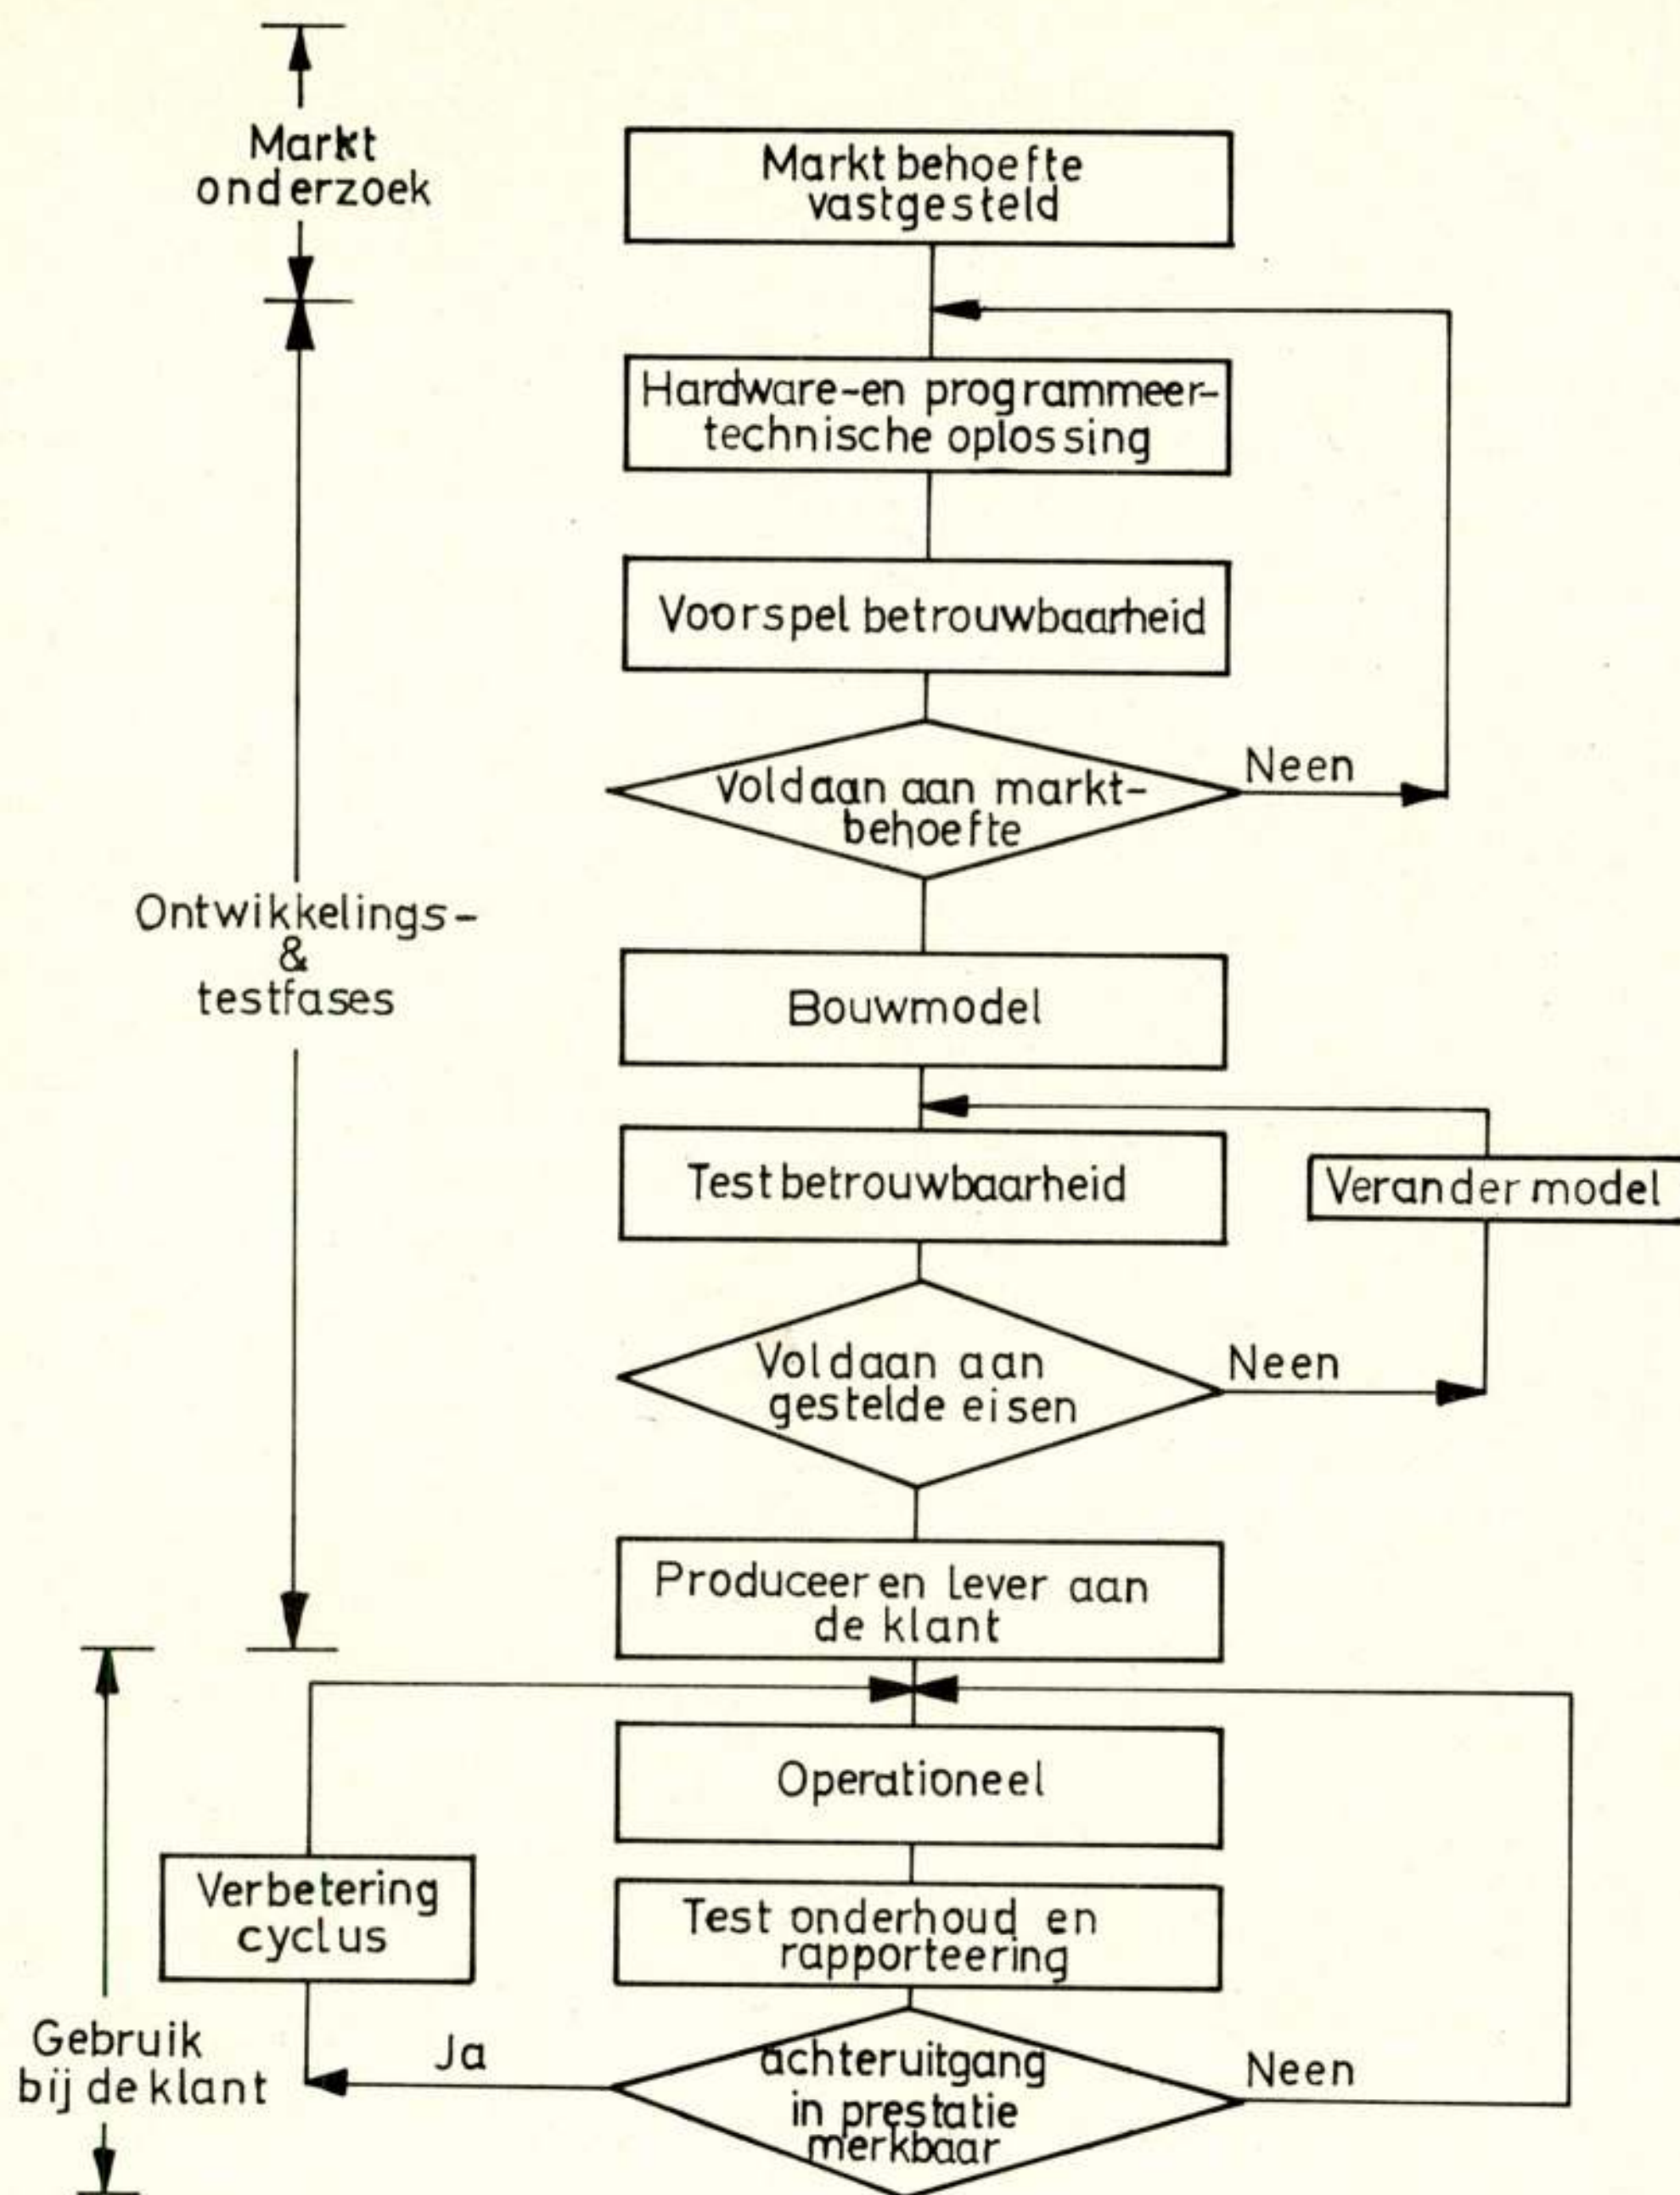 Markt
onderzoek
Markt behoefte
vastgesteld
Hardware-en programmeer-
technische oplossing
Voorspel betrouwbaarheid
Voldaan aan markt-
behoefte
Neen
Ontwikkelings-
&
testfases
Bouwmodel
Test betrouwbaarheid
Verander model
Voldaan aan
gestelde eisen
Neen
Produceer en lever aan
de klant
Operationeel
Verbetering
cyclus
Test onderhoud en
rapporteering
Gebruik
bij de klant
Ja
achteruitgang
in prestatie
merkbaar
Neen